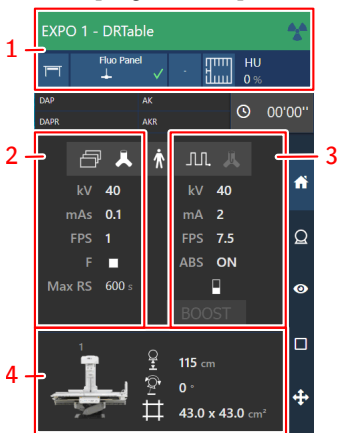 EXPO 1 - DRTable
1
Fluo Panel
-
HU
0 %
DAP
AK
00'00''
DAPR
AKR
2
3
kV 40
kV 40
mAs 0.1
mA 2
FPS 1
FPS 7.5
F
ABS ON
Max RS 600 s
BOOST
1
115 cm
4
0 °
43.0 x 43.0 cm²